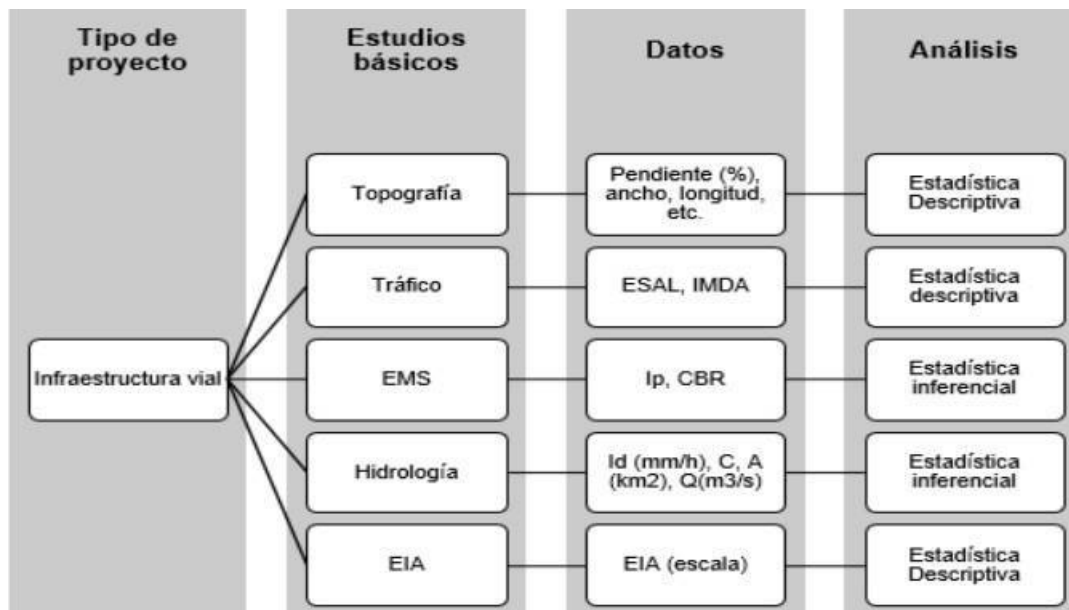 Tipo de
proyecto
Estudios
básicos
Datos
Análisis
Infraestructura vial
Topografía
Pendiente (%),
ancho, longitud,
etc.
Estadística
Descriptiva
Tráfico
ESAL, IMDA
Estadística
descriptiva
EMS
Ip, CBR
Estadística
inferencial
Hidrología
Id (mm/h), C, A
(km2), Q(m3/s)
Estadística
inferencial
EIA
EIA (escala)
Estadística
Descriptiva